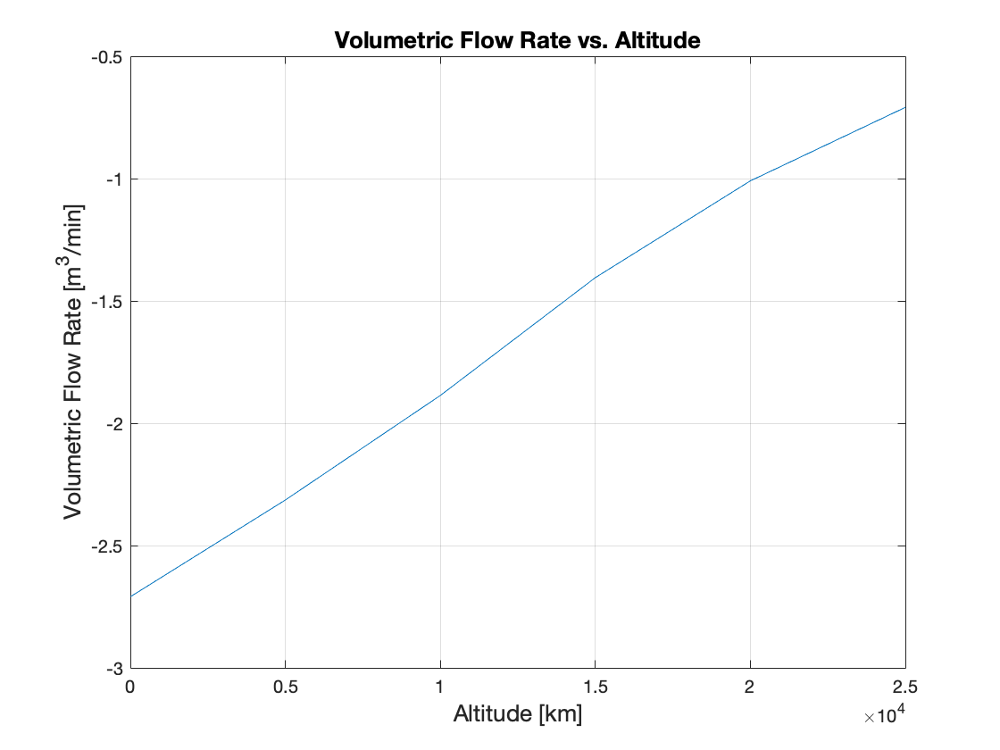 Volumetric Flow Rate vs. Altitude
-0.5
-1
-1.5
-2
-2.5
-3
Volumetric Flow Rate [m³/min]
0 0.5 1 1.5 2 2.5
Altitude [km]
×10⁴